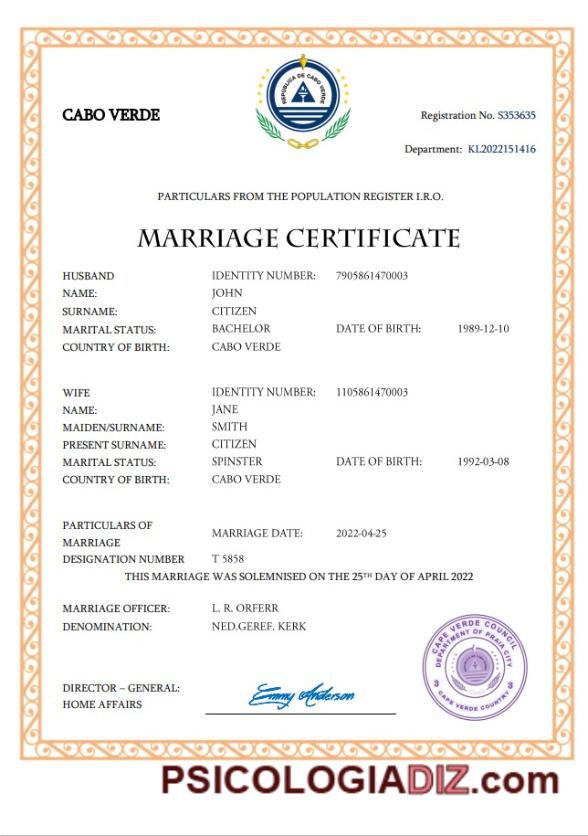 REPÚBLICA DE CABO VERDE
CABO VERDE
Registration No. S353635
Department: KL2022151416
PARTICULARS FROM THE POPULATION REGISTER I.R.O.
MARRIAGE CERTIFICATE
HUSBAND IDENTITY NUMBER: 7905861470003
NAME: JOHN
SURNAME: CITIZEN
MARITAL STATUS: BACHELOR DATE OF BIRTH: 1989-12-10
COUNTRY OF BIRTH: CABO VERDE
WIFE IDENTITY NUMBER: 1105861470003
NAME: JANE
MAIDEN/SURNAME: SMITH
PRESENT SURNAME: CITIZEN
MARITAL STATUS: SPINSTER DATE OF BIRTH: 1992-03-08
COUNTRY OF BIRTH: CABO VERDE
PARTICULARS OF
MARRIAGE MARRIAGE DATE: 2022-04-25
DESIGNATION NUMBER T 5858
THIS MARRIAGE WAS SOLEMNISED ON THE 25TH DAY OF APRIL 2022
MARRIAGE OFFICER: L. R. ORFERR
DENOMINATION: NED.GEREF. KERK
CAPE VERDE COUNCIL
DEPARTMENT OF PRAIA CITY
3 3
CAPE VERDE COUNTRY
DIRECTOR – GENERAL:
HOME AFFAIRS
Emmy Anderson
PSICOLOGIADIZ.com